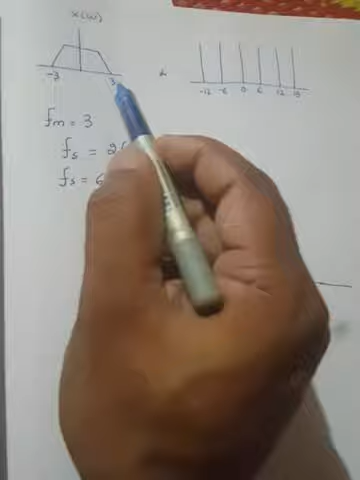 X(W)
-3 3
-12 -6 0 6 12 18
fm = 3
fs = 2
fs = 6